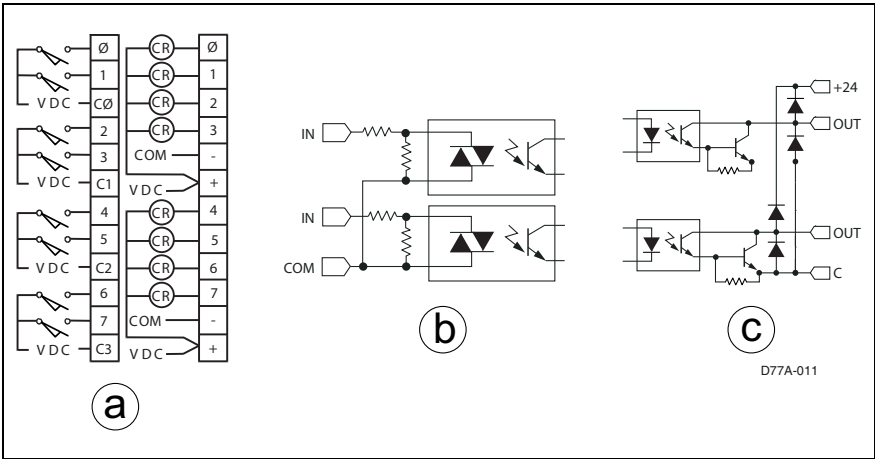 Ø CR Ø
1 CR 1
VDC CØ CR 2
2 CR 3
3 COM -
VDC C1 VDC +
4 CR 4
5 CR 5
VDC C2 CR 6
6 CR 7
7 COM -
VDC C3 VDC +
a
IN
IN
COM
b
+24
OUT
OUT
C
c
D77A-011